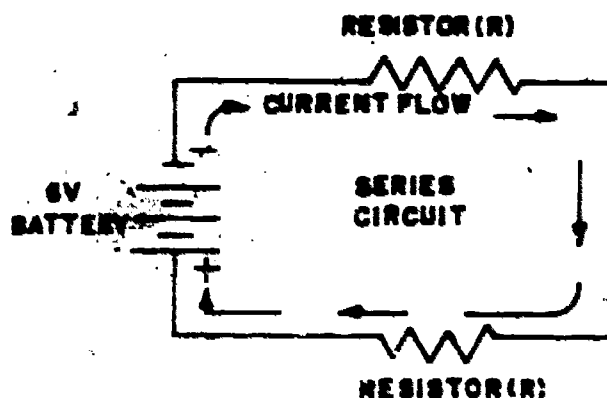 RESISTOR(R)
CURRENT FLOW
6V
BATTERY
SERIES
CIRCUIT
+
RESISTOR(R)